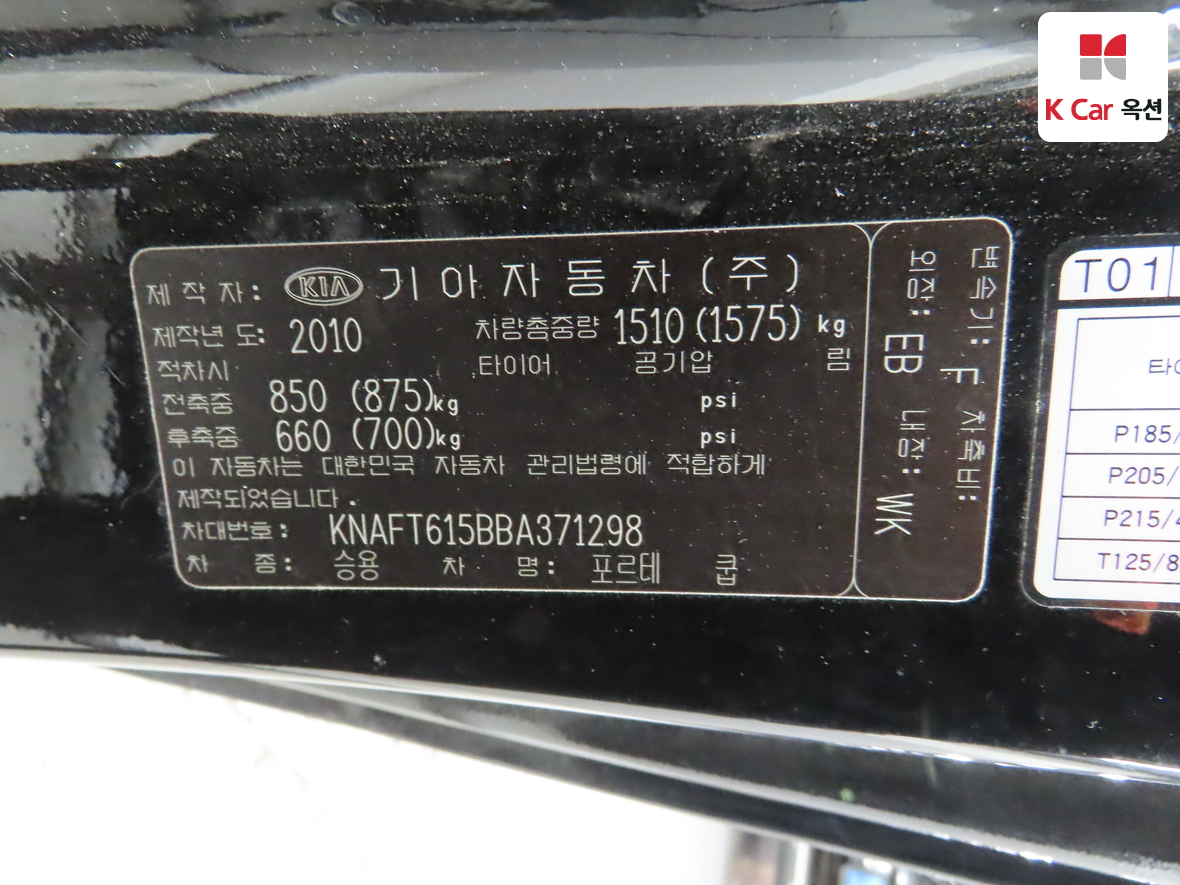 K Car 옥션
제 작 자 : KIA 기 아 자 동 차 (주)
제작년 도: 2010 차량총중량 1510 (1575) kg
적차시 타이어 공기압 림
전축중 850 (875)kg psi
후축중 660 (700)kg psi
이 자동차는 대한민국 자동차 관리법령에 적합하게
제작되었습니다.
차대번호: KNAFT615BBA371298
차 종: 승용 차 명: 포르테 쿱
변속기: F 차축비:
외장: EB 내장: WK
T01
P185/
P205/
P215/4
T125/8